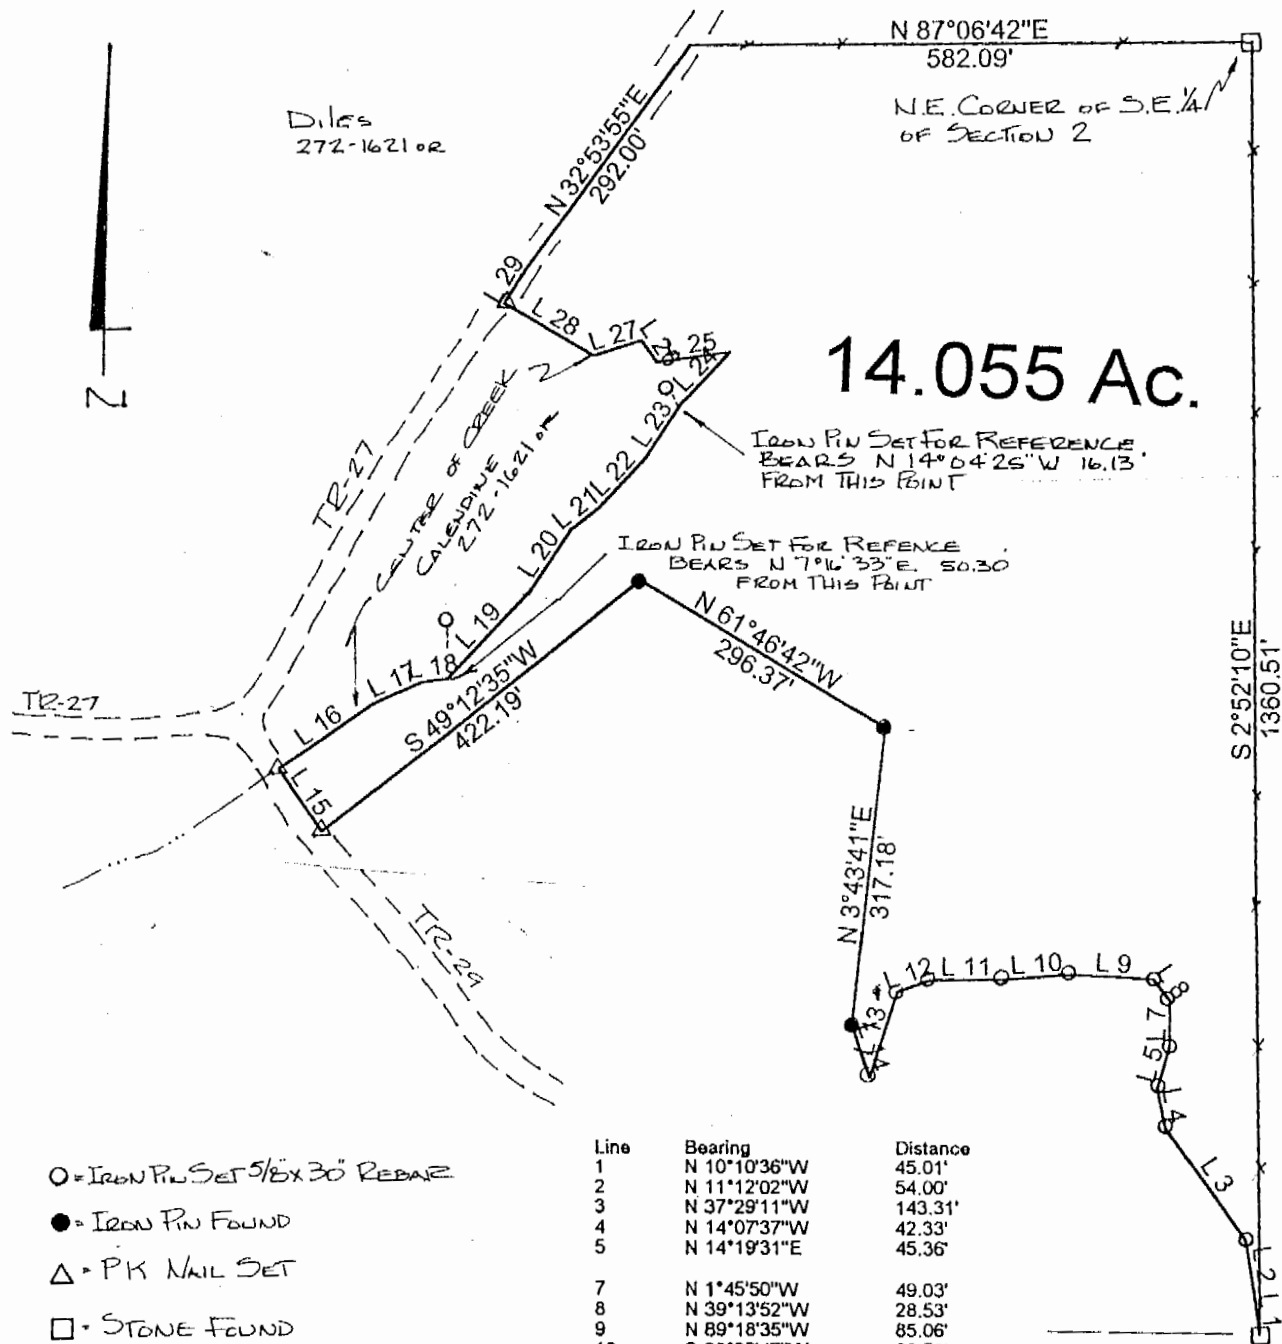 N 87°06'42"E
582.09'
N.E. CORNER OF S.E. 1/4
OF SECTION 2
Diles
272-1621 OR
N 32°53'55"E
292.00'
L 29
L 28
L 27
L 26
25
L 24
14.055 Ac.
L 23
L 22
L 21
L 20
L 19
L 18
L 17
L 16
L 15
IRON PIN SET FOR REFERENCE
BEARS N 14°04'25"W 16.13'
FROM THIS POINT
TR-27
CENTER OF CREEK
CALENDINE
272-1621 OR
IRON PIN SET FOR REFENCE
BEARS N 7°16'33"E 50.30
FROM THIS POINT
N 61°46'42"W
296.37'
S 49°12'35"W
422.19'
S 2°52'10"E
1360.51'
TR-27
N 3°43'41"E
317.18'
TR-29
L 12
L 11
L 10
L 9
L 8
L 7
L 5
L 4
L 3
L 2
L 1
L 13
N
O = IRON PIN SET 5/8 x 30" REBAR
● = IRON PIN FOUND
△ = PK NAIL SET
□ = STONE FOUND
Line Bearing Distance
1 N 10°10'36"W 45.01'
2 N 11°12'02"W 54.00'
3 N 37°29'11"W 143.31'
4 N 14°07'37"W 42.33'
5 N 14°19'31"E 45.36'
7 N 1°45'50"W 49.03'
8 N 39°13'52"W 28.53'
9 N 89°18'35"W 85.06'